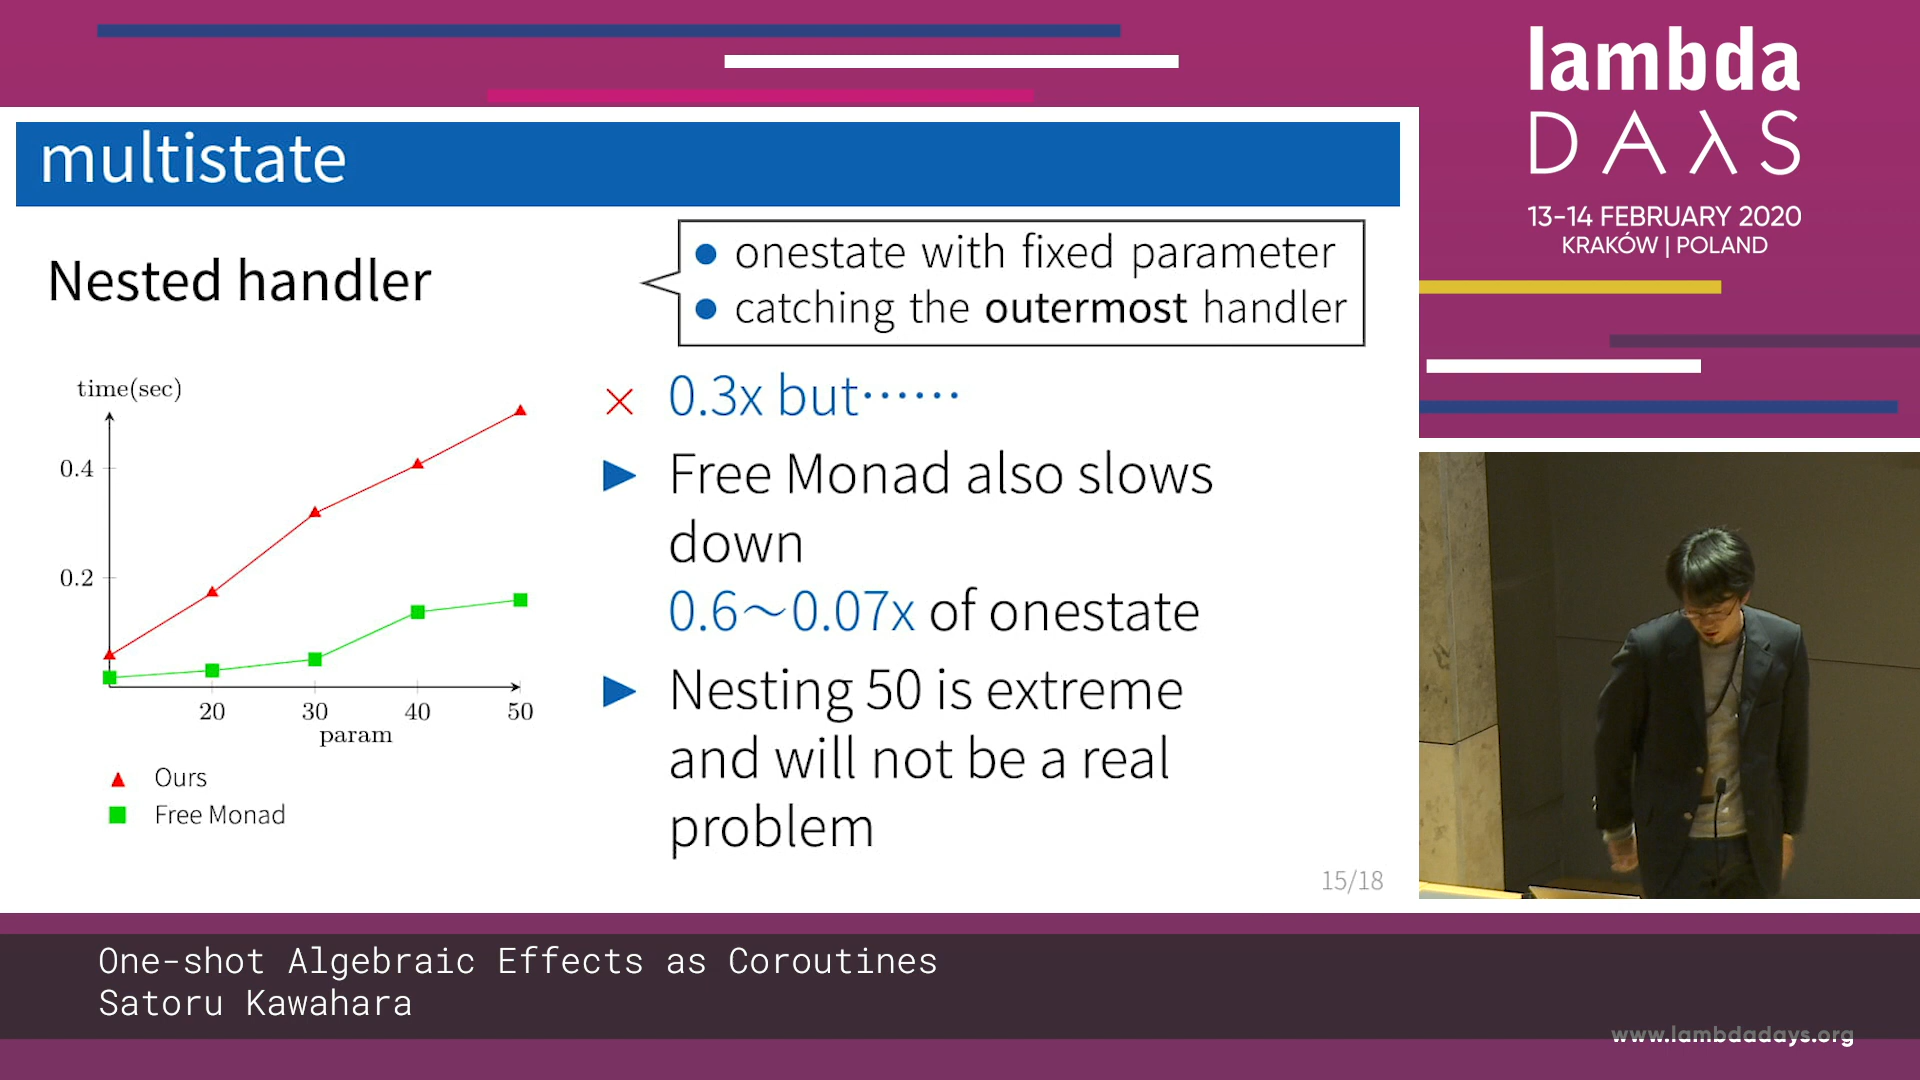 lambda
DAYS
13-14 FEBRUARY 2020
KRAKÓW | POLAND
multistate
Nested handler
● onestate with fixed parameter
● catching the outermost handler
time(sec)
0.4
0.2
20 30 40 50
param
▲ Ours
■ Free Monad
× 0.3x but⋯⋯
▶ Free Monad also slows
down
0.6〜0.07x of onestate
▶ Nesting 50 is extreme
and will not be a real
problem
15/18
One-shot Algebraic Effects as Coroutines
Satoru Kawahara
www.lambdadays.org